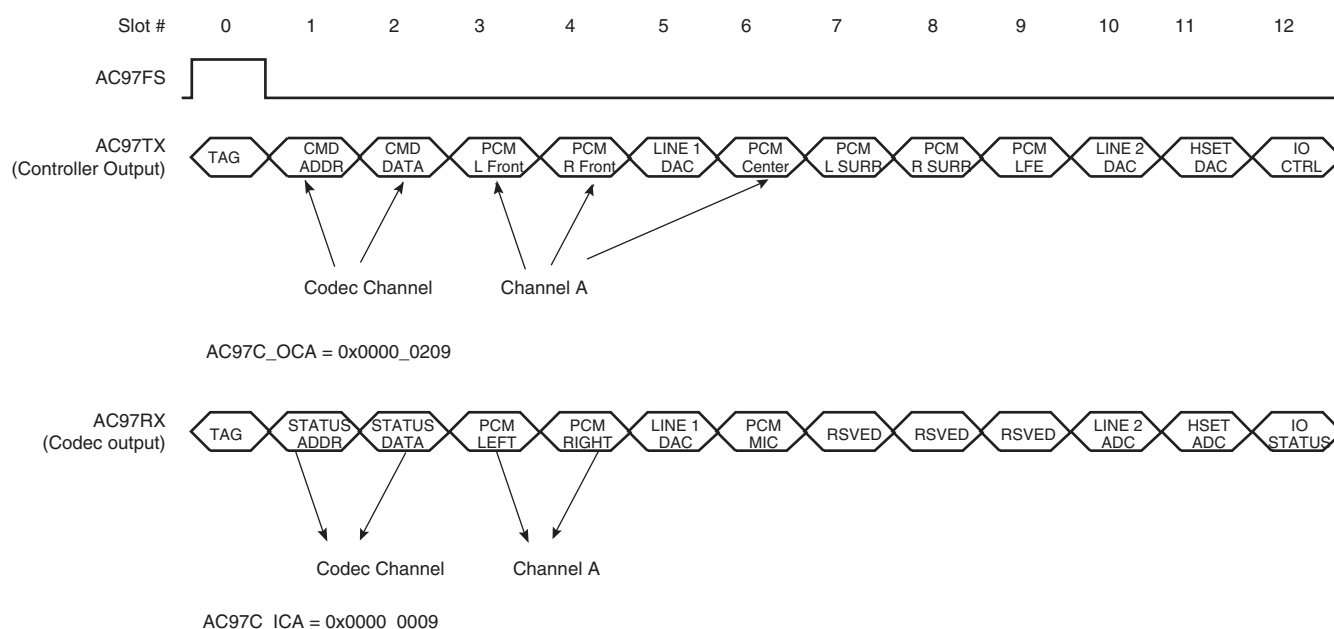 Slot # 0 1 2 3 4 5 6 7 8 9 10 11 12
AC97FS
AC97TX
(Controller Output)
TAG
CMD
ADDR
CMD
DATA
PCM
L Front
PCM
R Front
LINE 1
DAC
PCM
Center
PCM
L SURR
PCM
R SURR
PCM
LFE
LINE 2
DAC
HSET
DAC
IO
CTRL
Codec Channel
Channel A
AC97C_OCA = 0x0000_0209
AC97RX
(Codec output)
TAG
STATUS
ADDR
STATUS
DATA
PCM
LEFT
PCM
RIGHT
LINE 1
DAC
PCM
MIC
RSVED
RSVED
RSVED
LINE 2
ADC
HSET
ADC
IO
STATUS
Codec Channel
Channel A
AC97C_ICA = 0x0000_0009